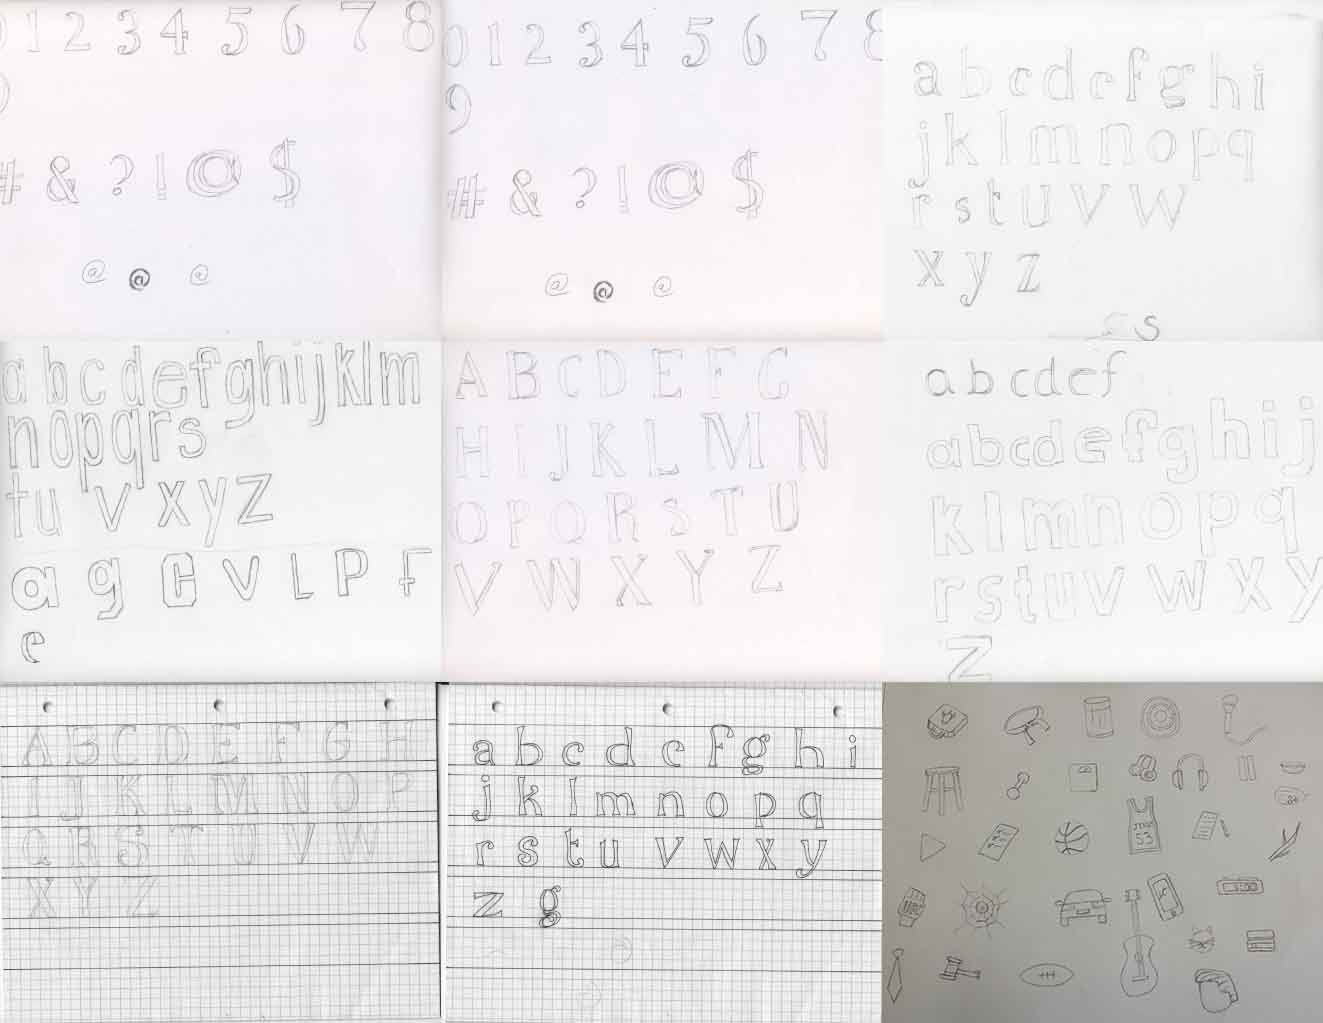 0 1 2 3 4 5 6 7 8
9
# & ? ! @ $
@ @ @
0 1 2 3 4 5 6 7 8
9
# & ? ! @ $
@ @ @
a b c d e f g h i
j k l m n o p q
r s t u v w
x y z
s
a b c d e f g h i j k l m
n o p q r s
t u v x y z
a g C v L P F
e
A B C D E F G
H i J K L M N
O P Q R S T U
V W X Y Z
a b c d e f
a b c d e f g h i j
k l m n o p q
r s t u v w x y
z
A B C D E F G H
I J K L M N O P
Q R S T U V W
X Y Z
a b c d e f g h i
j k l m n o p q
r s t u v w x y
z g
53